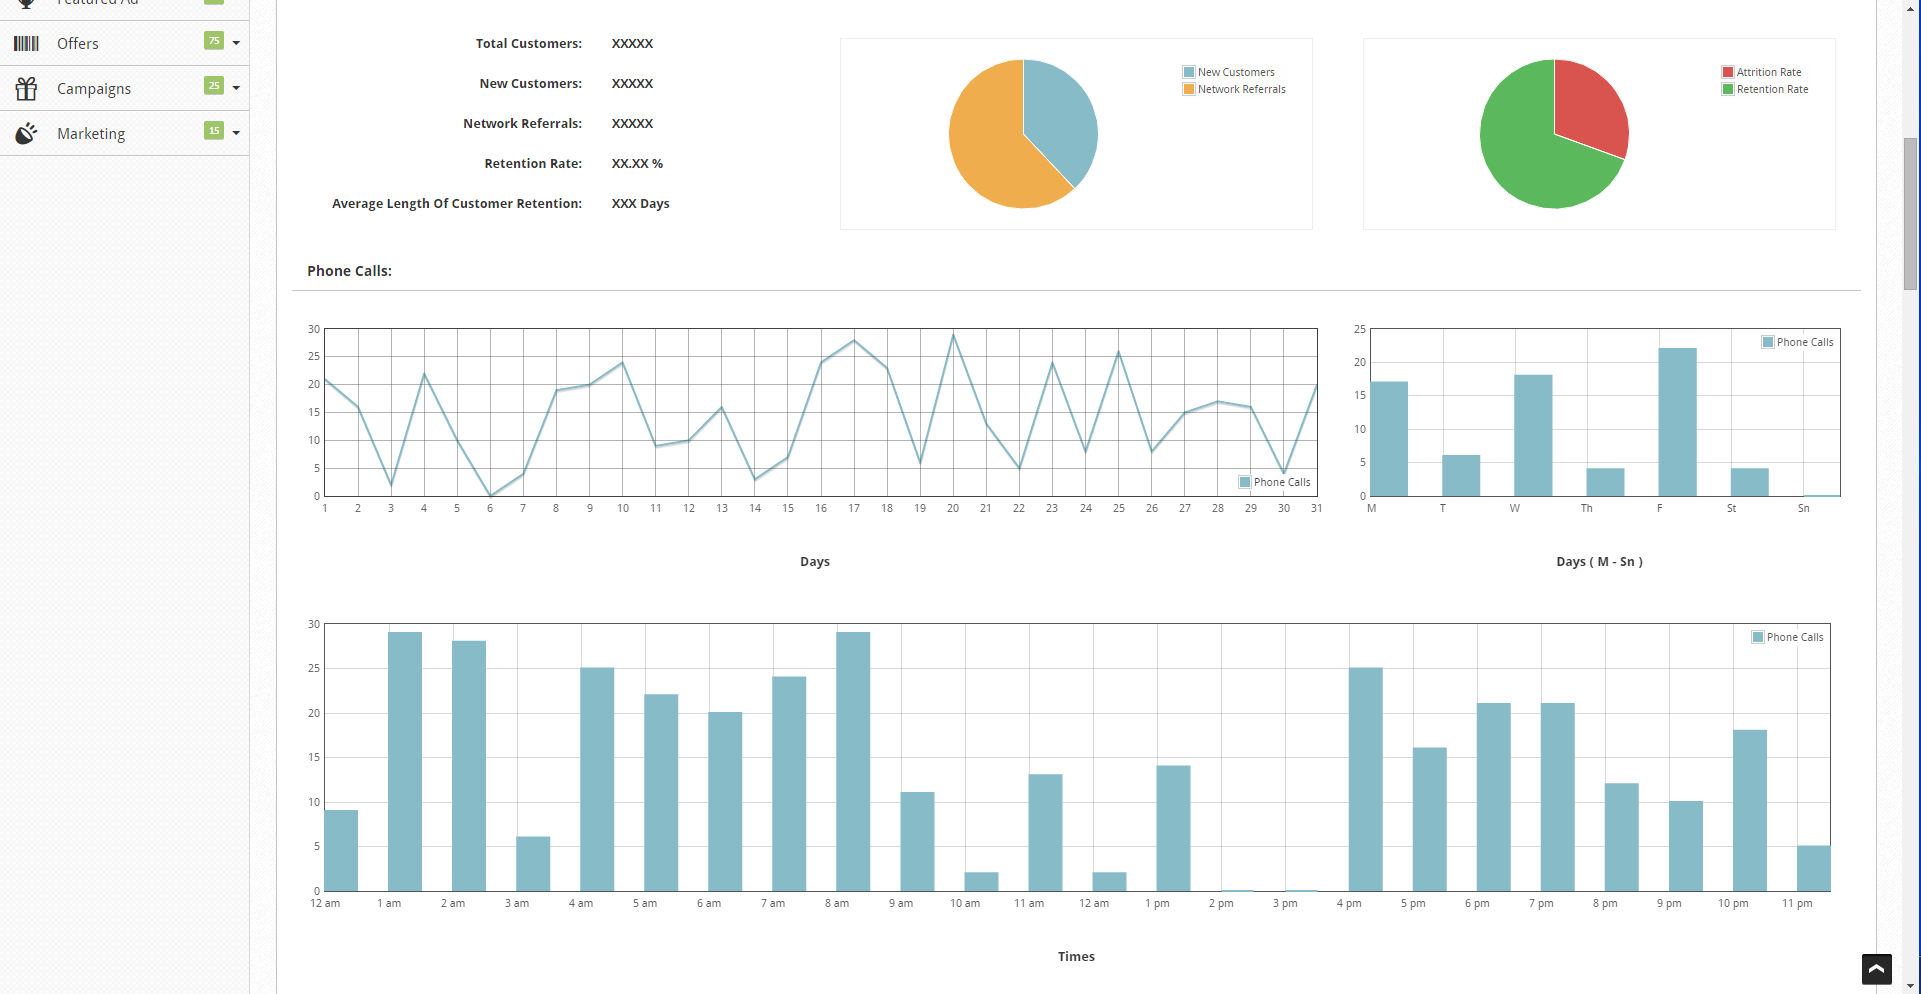 Featured Ad
Offers 75
Campaigns 25
Marketing 15
Total Customers: XXXXX
New Customers: XXXXX
Network Referrals: XXXXX
Retention Rate: XX.XX %
Average Length Of Customer Retention: XXX Days
New Customers
Network Referrals
Attrition Rate
Retention Rate
Phone Calls:
30
25
20
15
10
5
0
1 2 3 4 5 6 7 8 9 10 11 12 13 14 15 16 17 18 19 20 21 22 23 24 25 26 27 28 29 30 31
Phone Calls
Days
25
20
15
10
5
0
M T W Th F St Sn
Phone Calls
Days ( M - Sn )
30
25
20
15
10
5
0
12 am 1 am 2 am 3 am 4 am 5 am 6 am 7 am 8 am 9 am 10 am 11 am 12 am 1 pm 2 pm 3 pm 4 pm 5 pm 6 pm 7 pm 8 pm 9 pm 10 pm 11 pm
Phone Calls
Times